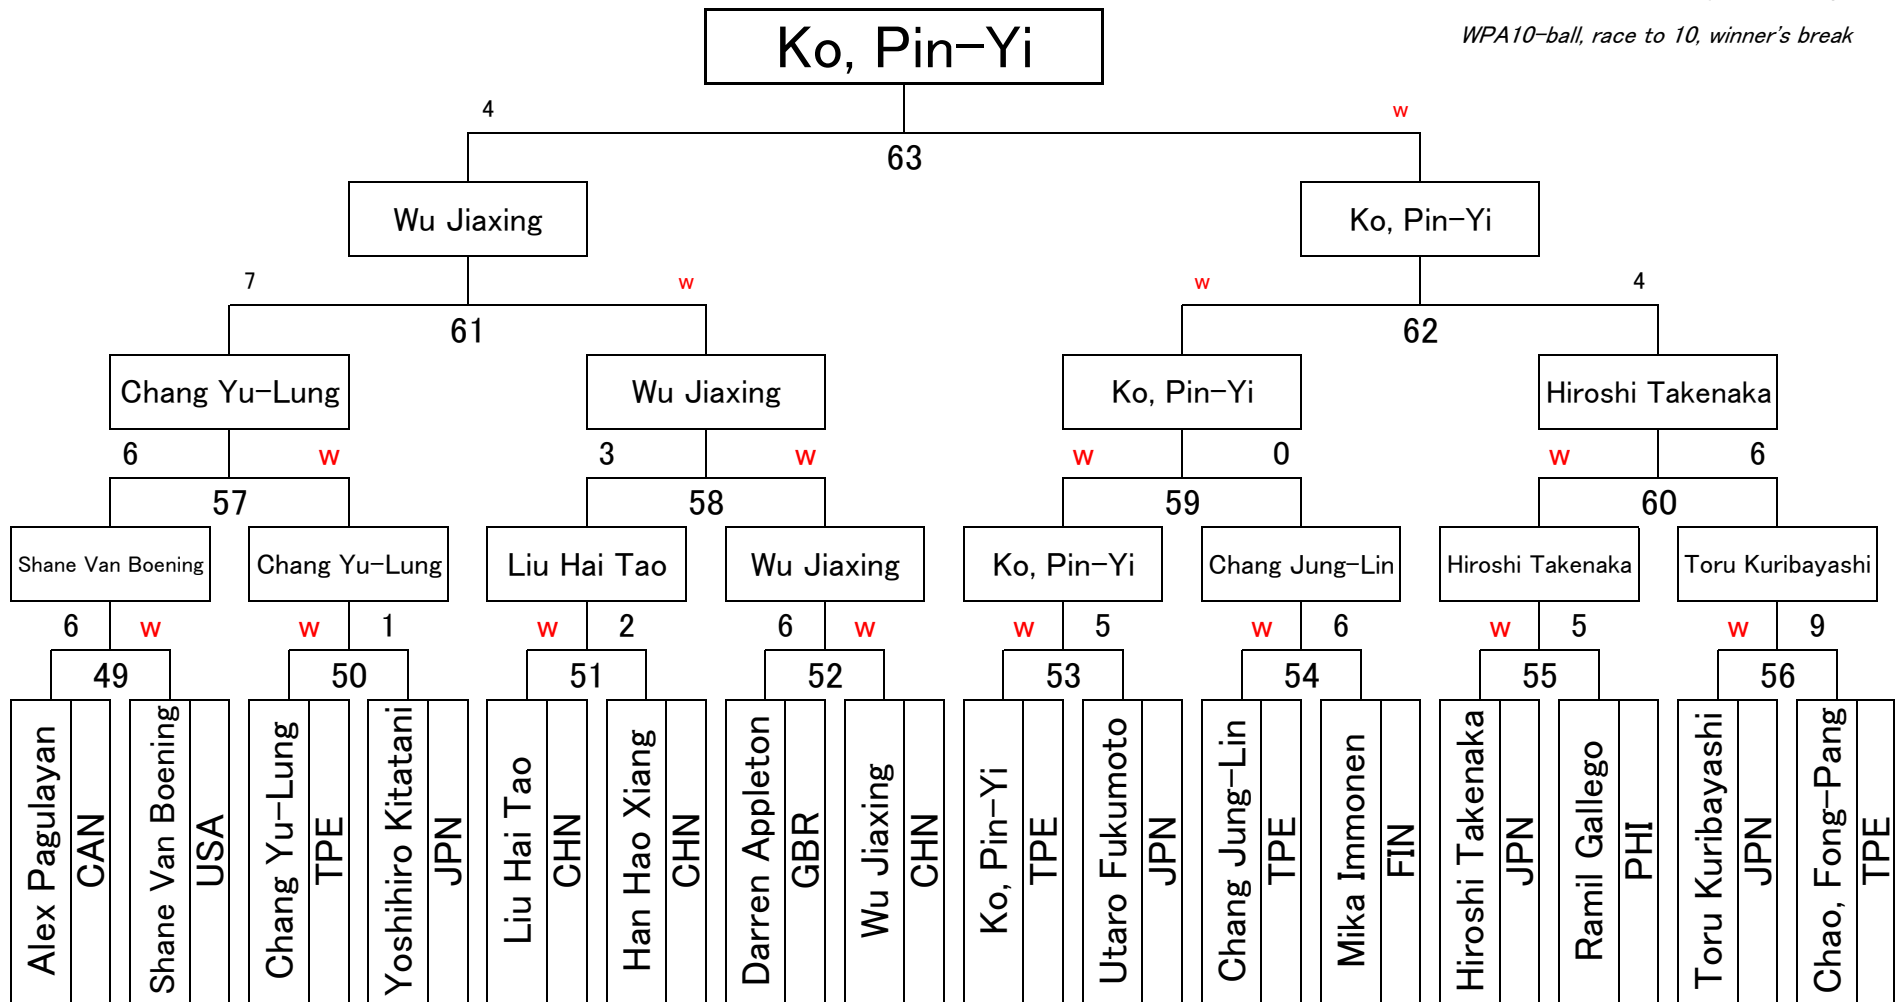 Ko, Pin-Yi
WPA10-ball, race to 10, winner's break
4 w
63
Wu Jiaxing Ko, Pin-Yi
7 w w 4
61 62
Chang Yu-Lung Wu Jiaxing Ko, Pin-Yi Hiroshi Takenaka
6 w 3 w w 0 w 6
57 58 59 60
Shane Van Boening Chang Yu-Lung Liu Hai Tao Wu Jiaxing Ko, Pin-Yi Chang Jung-Lin Hiroshi Takenaka Toru Kuribayashi
6 w w 1 w 2 6 w w 5 w 6 w 5 w 9
49 50 51 52 53 54 55 56
Alex Pagulayan
CAN
Shane Van Boening
USA
Chang Yu-Lung
TPE
Yoshihiro Kitatani
JPN
Liu Hai Tao
CHN
Han Hao Xiang
CHN
Darren Appleton
GBR
Wu Jiaxing
CHN
Ko, Pin-Yi
TPE
Utaro Fukumoto
JPN
Chang Jung-Lin
TPE
Mika Immonen
FIN
Hiroshi Takenaka
JPN
Ramil Gallego
PHI
Toru Kuribayashi
JPN
Chao, Fong-Pang
TPE